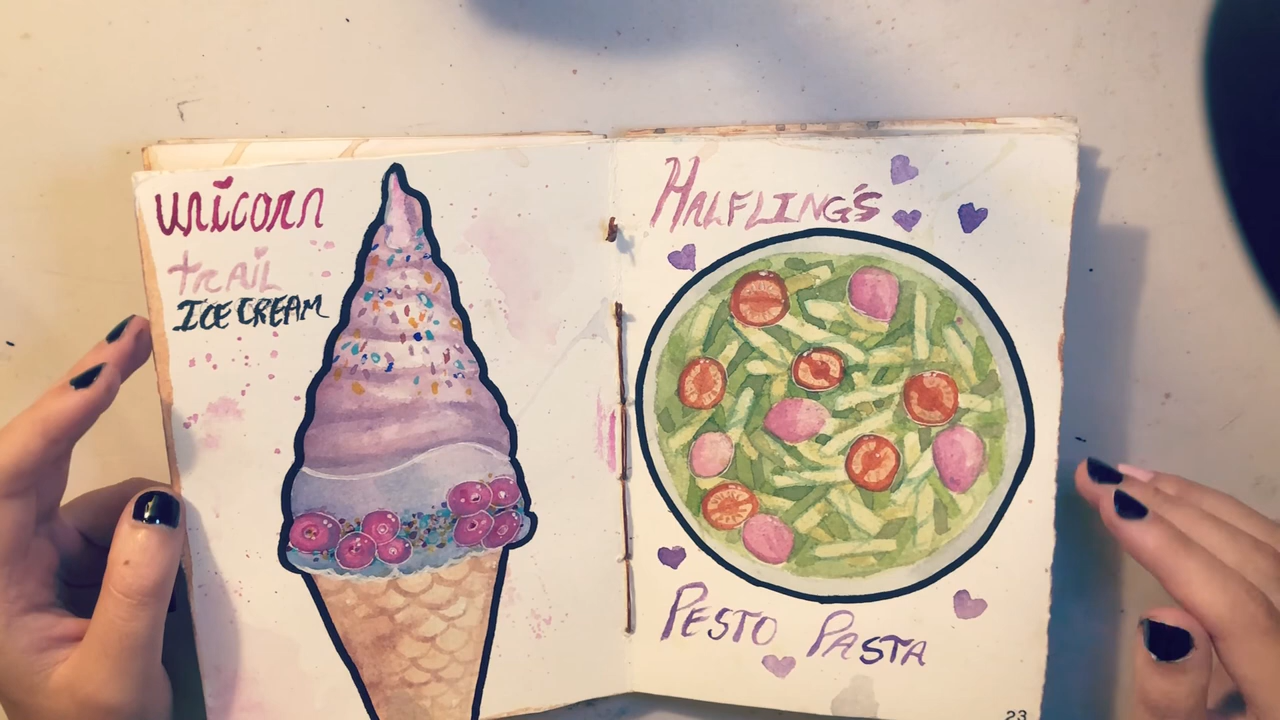 unicorn
trail
ICE CREAM
HALFLING'S
PESTO PASTA
23